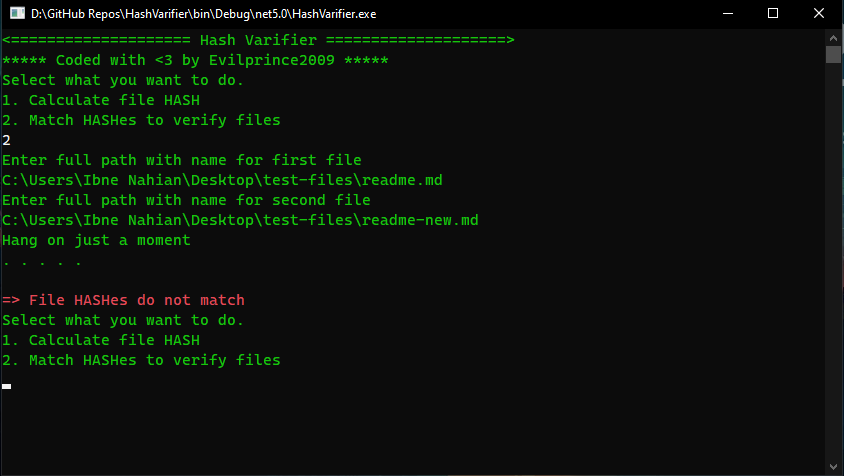 D:\GitHub Repos\HashVarifier\bin\Debug\net5.0\HashVarifier.exe
<==================== Hash Varifier ====================>
***** Coded with <3 by Evilprince2009 *****
Select what you want to do.
1. Calculate file HASH
2. Match HASHes to verify files
2
Enter full path with name for first file
C:\Users\Ibne Nahian\Desktop\test-files\readme.md
Enter full path with name for second file
C:\Users\Ibne Nahian\Desktop\test-files\readme-new.md
Hang on just a moment
. . . . .
=> File HASHes do not match
Select what you want to do.
1. Calculate file HASH
2. Match HASHes to verify files